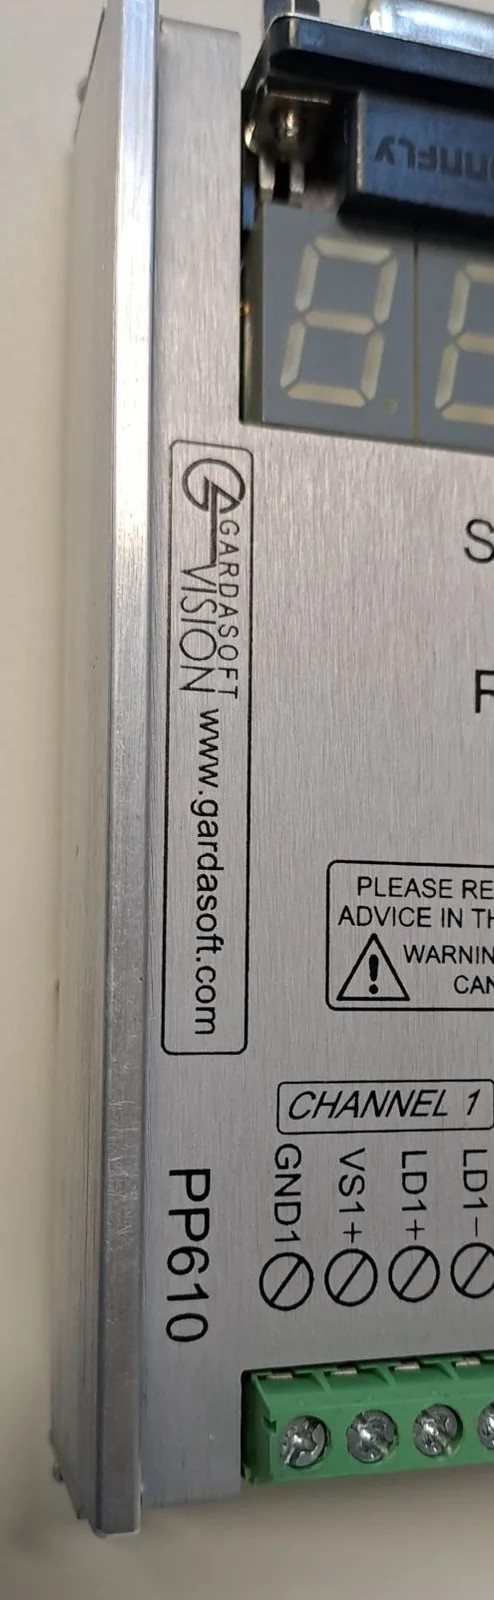 ONNFLY
GARDASOFT
VISION
www.gardasoft.com
S
F
PLEASE RE
ADVICE IN TH
WARNIN
CAN
CHANNEL 1
GND1
VS1+
LD1+
LD1-
PP610